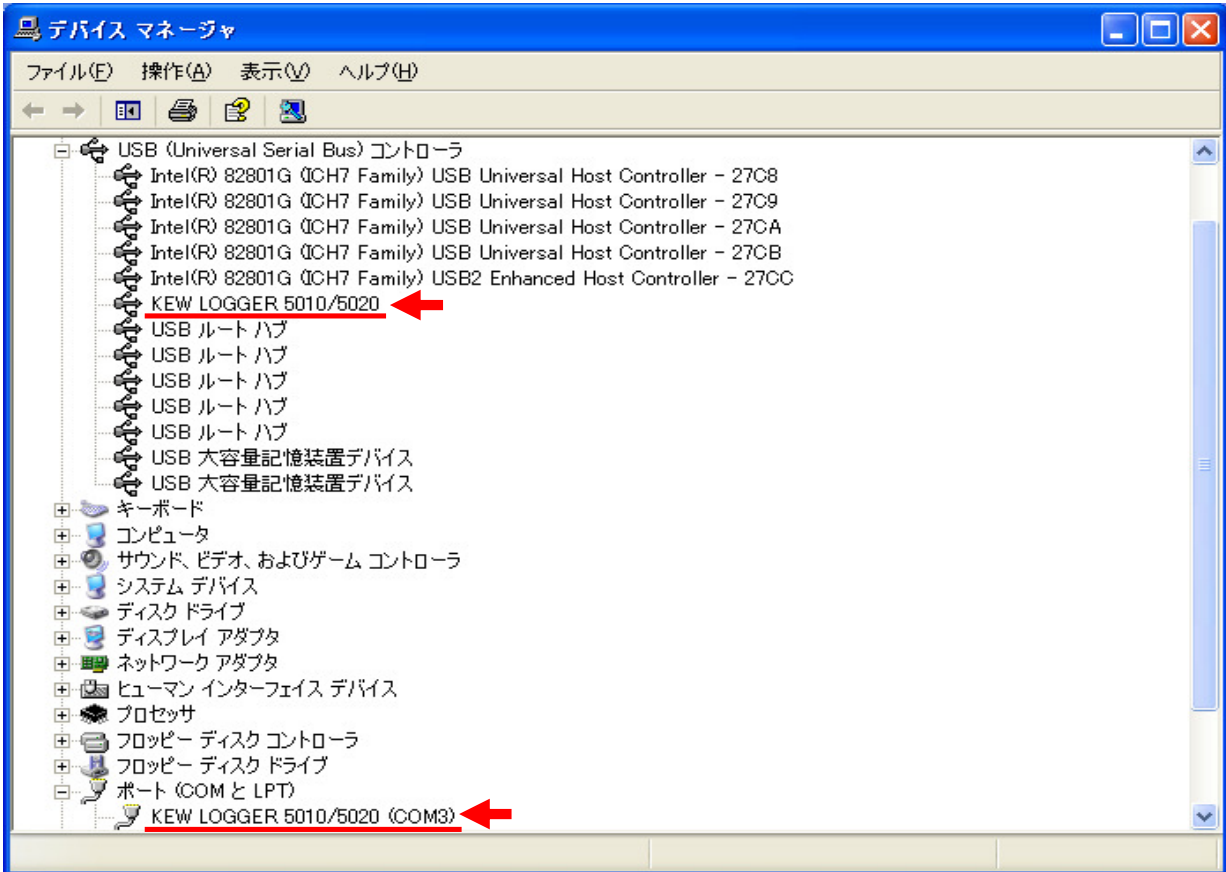 デバイス マネージャ
ファイル(F) 操作(A) 表示(V) ヘルプ(H)
USB (Universal Serial Bus) コントローラ
Intel(R) 82801G (ICH7 Family) USB Universal Host Controller - 27C8
Intel(R) 82801G (ICH7 Family) USB Universal Host Controller - 27C9
Intel(R) 82801G (ICH7 Family) USB Universal Host Controller - 27CA
Intel(R) 82801G (ICH7 Family) USB Universal Host Controller - 27CB
Intel(R) 82801G (ICH7 Family) USB2 Enhanced Host Controller - 27CC
KEW LOGGER 5010/5020
USB ルート ハブ
USB ルート ハブ
USB ルート ハブ
USB ルート ハブ
USB ルート ハブ
USB 大容量記憶装置デバイス
USB 大容量記憶装置デバイス
キーボード
コンピュータ
サウンド、ビデオ、およびゲーム コントローラ
システム デバイス
ディスク ドライブ
ディスプレイ アダプタ
ネットワーク アダプタ
ヒューマン インターフェイス デバイス
プロセッサ
フロッピー ディスク コントローラ
フロッピー ディスク ドライブ
ポート (COM と LPT)
KEW LOGGER 5010/5020 (COM3)